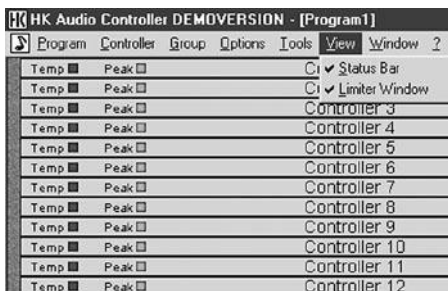 HK HK Audio Controller DEMOVERSION - [Program1]
Program Controller Group Options Tools View Window ?
Temp Peak
✔ Status Bar
Temp Peak
✔ Limiter Window
Temp Peak Controller 3
Temp Peak Controller 4
Temp Peak Controller 5
Temp Peak Controller 6
Temp Peak Controller 7
Temp Peak Controller 8
Temp Peak Controller 9
Temp Peak Controller 10
Temp Peak Controller 11
Temp Peak Controller 12